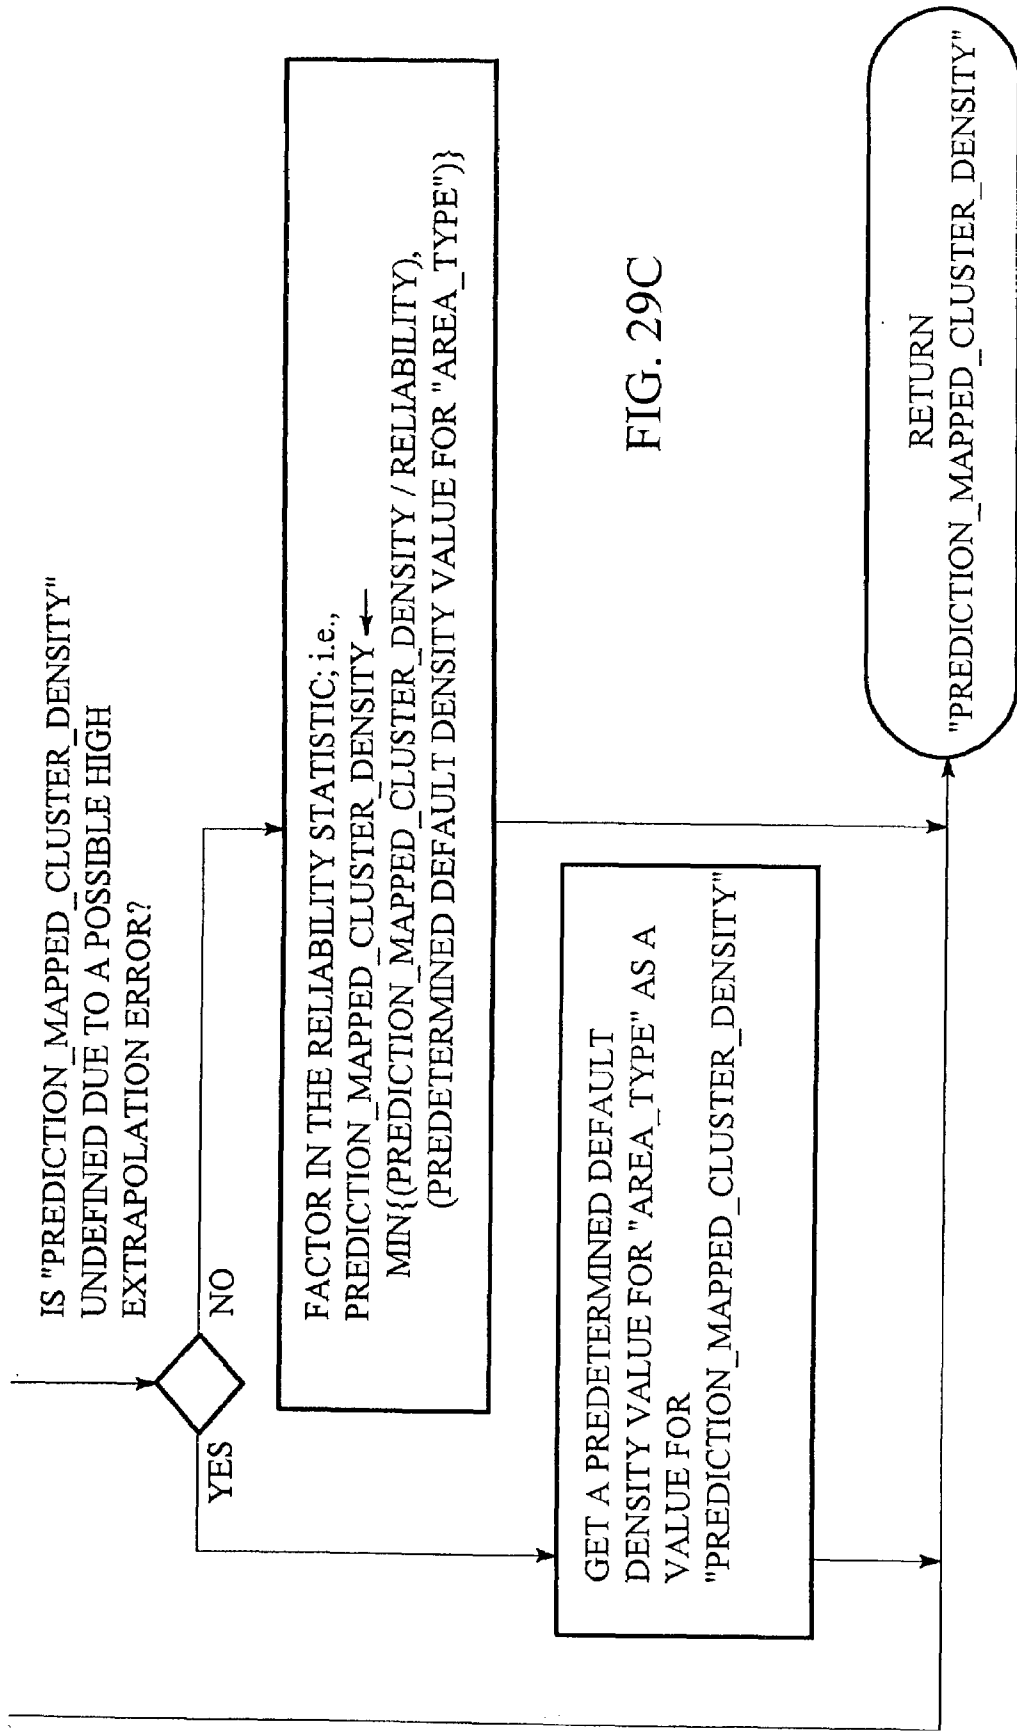 IS "PREDICTION_MAPPED_CLUSTER_DENSITY"
UNDEFINED DUE TO A POSSIBLE HIGH
EXTRAPOLATION ERROR?
YES
NO
FACTOR IN THE RELIABILITY STATISTIC; i.e.,
PREDICTION_MAPPED_CLUSTER_DENSITY ←
MIN{(PREDICTION_MAPPED_CLUSTER_DENSITY / RELIABILITY),
(PREDETERMINED DEFAULT DENSITY VALUE FOR "AREA_TYPE")}
GET A PREDETERMINED DEFAULT
DENSITY VALUE FOR "AREA_TYPE" AS A
VALUE FOR
"PREDICTION_MAPPED_CLUSTER_DENSITY"
FIG. 29C
RETURN
"PREDICTION_MAPPED_CLUSTER_DENSITY"